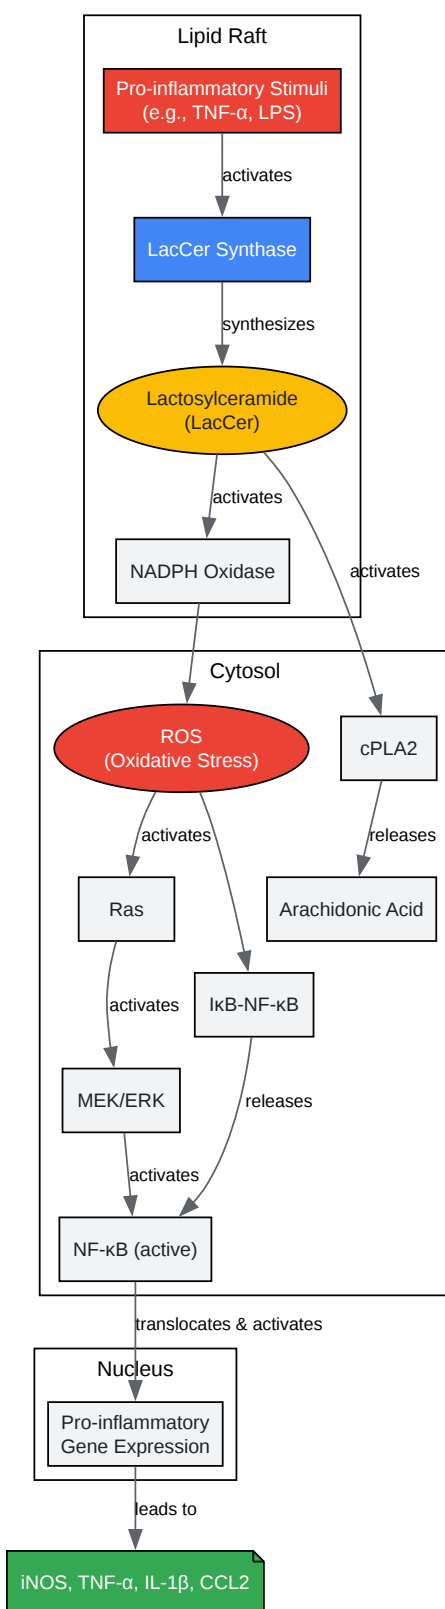 Lipid Raft
Pro-inflammatory Stimuli
(e.g., TNF-α, LPS)
activates
LacCer Synthase
synthesizes
Lactosylceramide
(LacCer)
activates
activates
NADPH Oxidase
Cytosol
ROS
(Oxidative Stress)
cPLA2
activates
releases
Ras
Arachidonic Acid
activates
IκB-NF-κB
MEK/ERK
releases
activates
NF-κB (active)
translocates & activates
Nucleus
Pro-inflammatory
Gene Expression
leads to
iNOS, TNF-α, IL-1β, CCL2